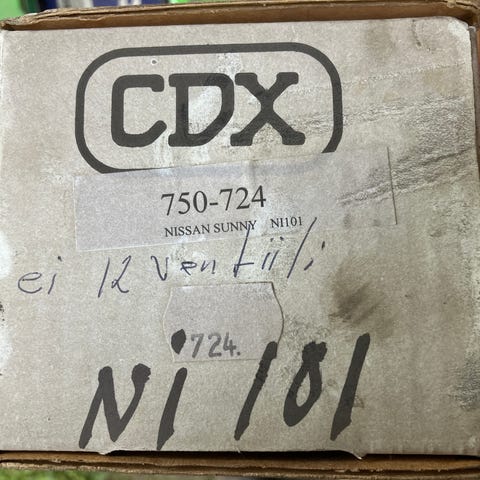 CDX
750-724
NISSAN SUNNY NI101
ei 12 ventiili
724.
NI 101